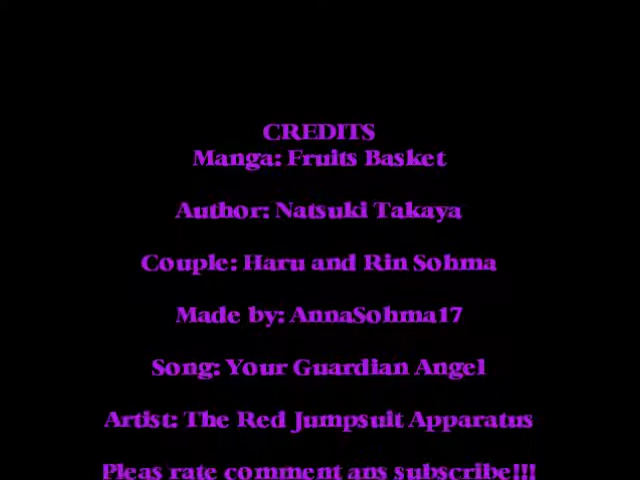 CREDITS
Manga: Fruits Basket
Author: Natsuki Takaya
Couple: Haru and Rin Sohma
Made by: AnnaSohma17
Song: Your Guardian Angel
Artist: The Red Jumpsuit Apparatus
Pleas rate comment ans subscribe!!!